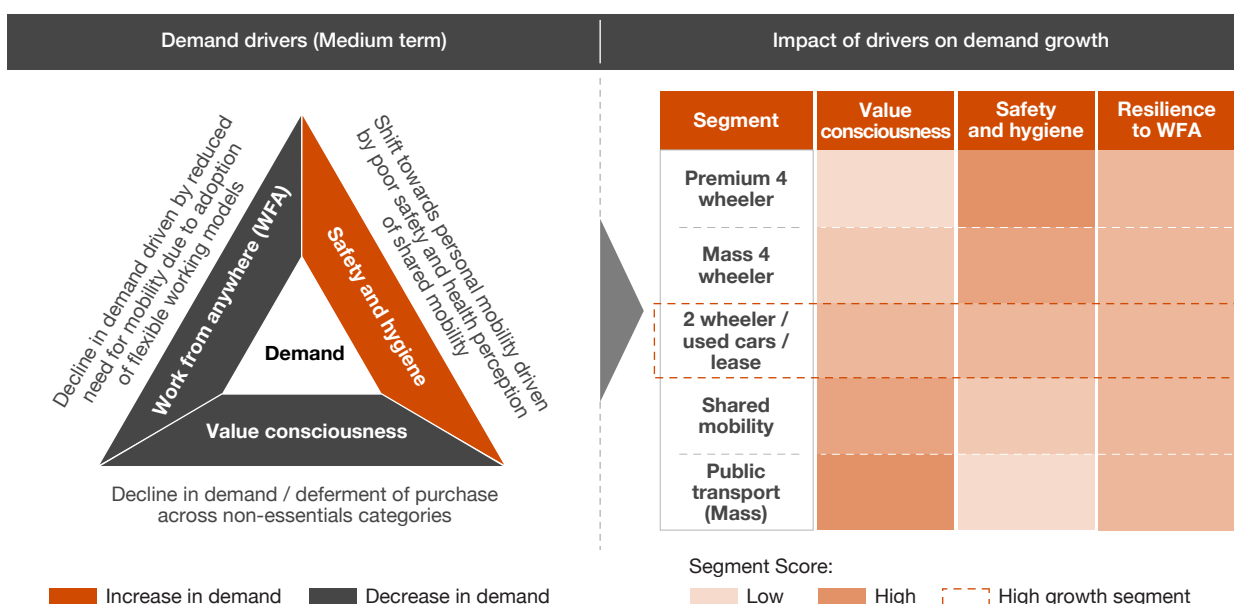 Demand drivers (Medium term)
Impact of drivers on demand growth
Decline in demand driven by reduced
need for mobility due to adoption
of flexible working models
Work from anywhere (WFA)
Safety and hygiene
Shift towards personal mobility driven
by poor safety and health perception
of shared mobility
Demand
Value consciousness
Decline in demand / deferment of purchase
across non-essentials categories
Increase in demand
Decrease in demand
Segment
Value
consciousness
Safety
and hygiene
Resilience
to WFA
Premium 4
wheeler
Mass 4
wheeler
2 wheeler /
used cars /
lease
Shared
mobility
Public
transport
(Mass)
Segment Score:
Low
High
High growth segment